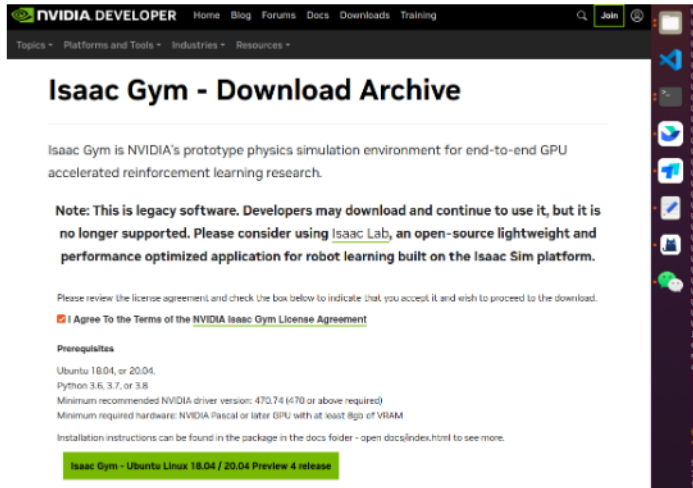 NVIDIA. DEVELOPER Home Blog Forums Docs Downloads Training Join
Topics Platforms and Tools Industries Resources
Isaac Gym - Download Archive
Isaac Gym is NVIDIA's prototype physics simulation environment for end-to-end GPU
accelerated reinforcement learning research.
Note: This is legacy software. Developers may download and continue to use it, but it is
no longer supported. Please consider using Isaac Lab, an open-source lightweight and
performance optimized application for robot learning built on the Isaac Sim platform.
Please review the license agreement and check the box below to indicate that you accept it and wish to proceed to the download.
I Agree To the Terms of the NVIDIA Isaac Gym License Agreement
Prerequisites
Ubuntu 18.04, or 20.04.
Python 3.6, 3.7, or 3.8
Minimum recommended NVIDIA driver version: 470.74 (470 or above required)
Minimum required hardware: NVIDIA Pascal or later GPU with at least 8gb of VRAM
Installation instructions can be found in the package in the docs folder - open docs/index.html to see more.
Isaac Gym - Ubuntu Linux 18.04 / 20.04 Preview 4 release